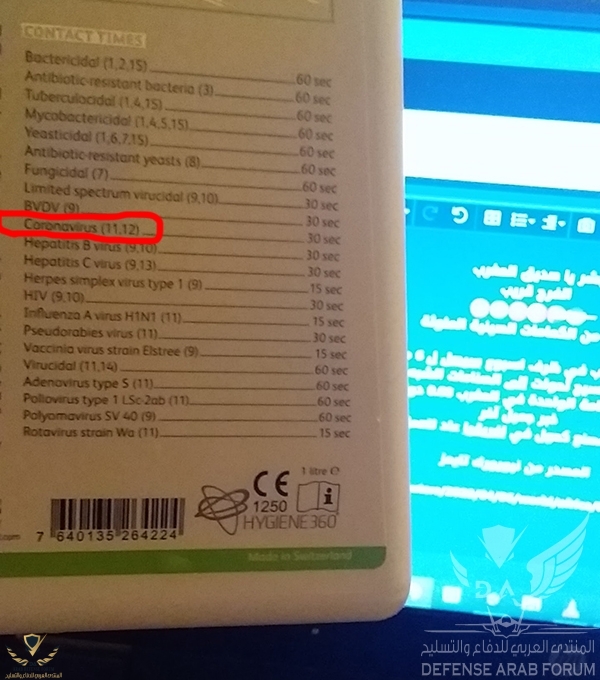 CONTACT TIMES
Bactericidal (1,2,15) 60 sec
Antibiotic-resistant bacteria (3) 60 sec
Tuberculocidal (1,4,15) 60 sec
Mycobactericidal (1,4,5,15) 60 sec
Yeasticidal (1,6,7,15) 60 sec
Antibiotic-resistant yeasts (8) 60 sec
Fungicidal (7) 60 sec
Limited spectrum virucidal (9,10) 30 sec
BVDV (9) 30 sec
Coronavirus (11,12) 30 sec
Hepatitis B virus (9,10) 30 sec
Hepatitis C virus (9,13) 30 sec
Herpes simplex virus type 1 (9) 15 sec
HIV (9,10) 30 sec
Influenza A virus H1N1 (11) 15 sec
Pseudorabies virus (11) 30 sec
Vaccinia virus strain Elstree (9) 15 sec
Virucidal (11,14) 60 sec
Adenovirus type 5 (11) 60 sec
Poliovirus type 1 LSc-2ab (11) 60 sec
Polyomavirus SV 40 (9) 60 sec
Rotavirus strain Wa (11) 15 sec
1 litre e
CE
1250
HYGIENE360
.com 7 640135 264224
Made in Switzerland
DA
المنتدى العربي للدفاع والتسليح
DEFENSE ARAB FORUM